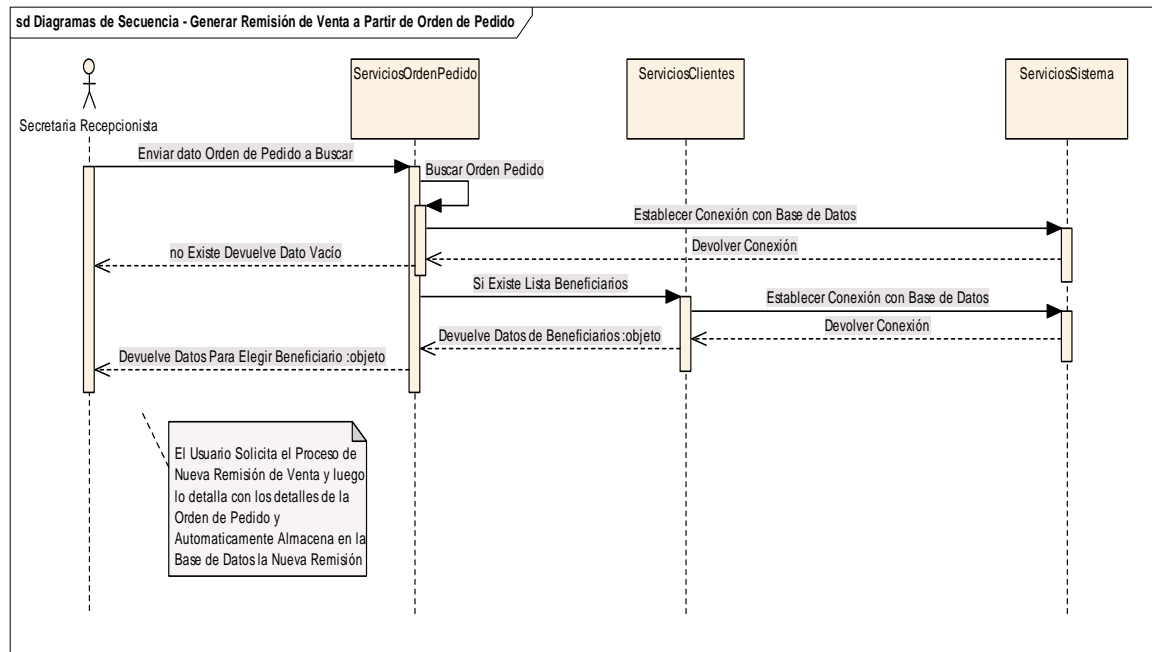 sd Diagramas de Secuencia - Generar Remisión de Venta a Partir de Orden de Pedido
Secretaria Recepcionista
ServiciosOrdenPedido
ServiciosClientes
ServiciosSistema
Enviar dato Orden de Pedido a Buscar
Buscar Orden Pedido
Establecer Conexión con Base de Datos
Devolver Conexión
no Existe Devuelve Dato Vacío
Si Existe Lista Beneficiarios
Establecer Conexión con Base de Datos
Devolver Conexión
Devuelve Datos de Beneficiarios :objeto
Devuelve Datos Para Elegir Beneficiario :objeto
El Usuario Solicita el Proceso de
Nueva Remisión de Venta y luego
lo detalla con los detalles de la
Orden de Pedido y
Automaticamente Almacena en la
Base de Datos la Nueva Remisión